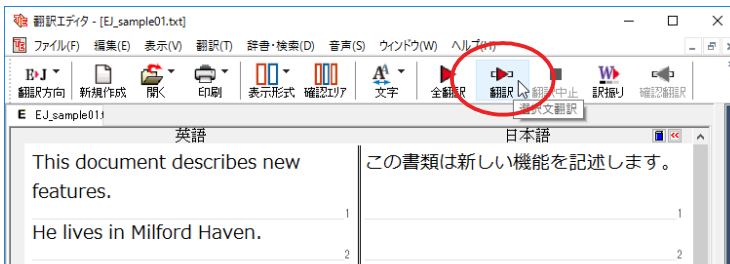 翻訳エディタ - [EJ_sample01.txt]
ファイル(F) 編集(E) 表示(V) 翻訳(T) 辞書・検索(D) 音声(S) ウィンドウ(W) ヘルプ(H)
E▸J
翻訳方向 新規作成 開く 印刷 表示形式 確認エリア 文字 全翻訳 翻訳 翻訳中止 訳振り 確認翻訳
選択文翻訳
E EJ_sample01.t
英語 日本語
This document describes new この書類は新しい機能を記述します。
features.
1 1
He lives in Milford Haven.
2 2